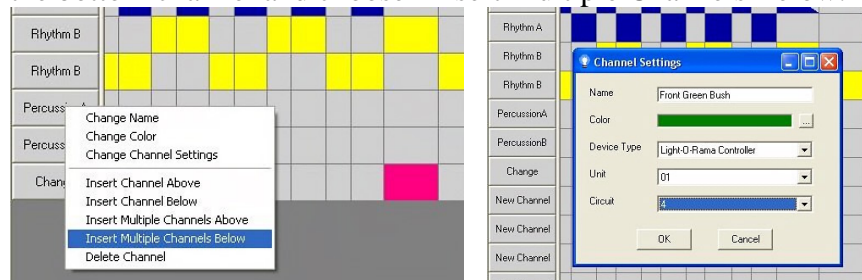 Rhythm B
Rhythm B
Percuss
Percuss
Chan
Change Name
Change Color
Change Channel Settings
Insert Channel Above
Insert Channel Below
Insert Multiple Channels Above
Insert Multiple Channels Below
Delete Channel
Rhythm A
Rhythm B
Rhythm B
PercussionA
PercussionB
Change
New Channel
New Channel
New Channel
Channel Settings
Name Front Green Bush
Color ...
Device Type Light-O-Rama Controller
Unit 01
Circuit 4
OK Cancel